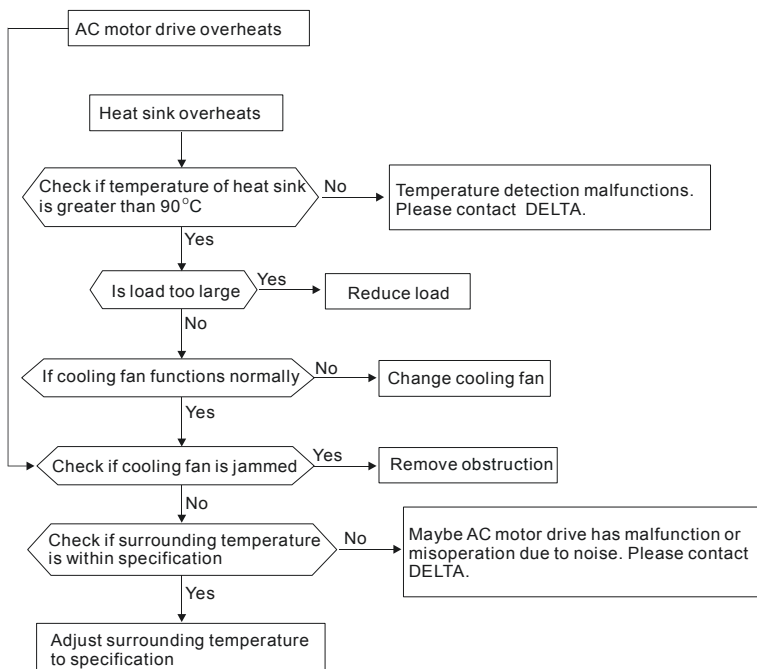 AC motor drive overheats
Heat sink overheats
Check if temperature of heat sink
is greater than 90°C
No
Temperature detection malfunctions.
Please contact DELTA.
Yes
Is load too large
Yes
Reduce load
No
If cooling fan functions normally
No
Change cooling fan
Yes
Check if cooling fan is jammed
Yes
Remove obstruction
No
Check if surrounding temperature
is within specification
No
Maybe AC motor drive has malfunction or
misoperation due to noise. Please contact
DELTA.
Yes
Adjust surrounding temperature
to specification